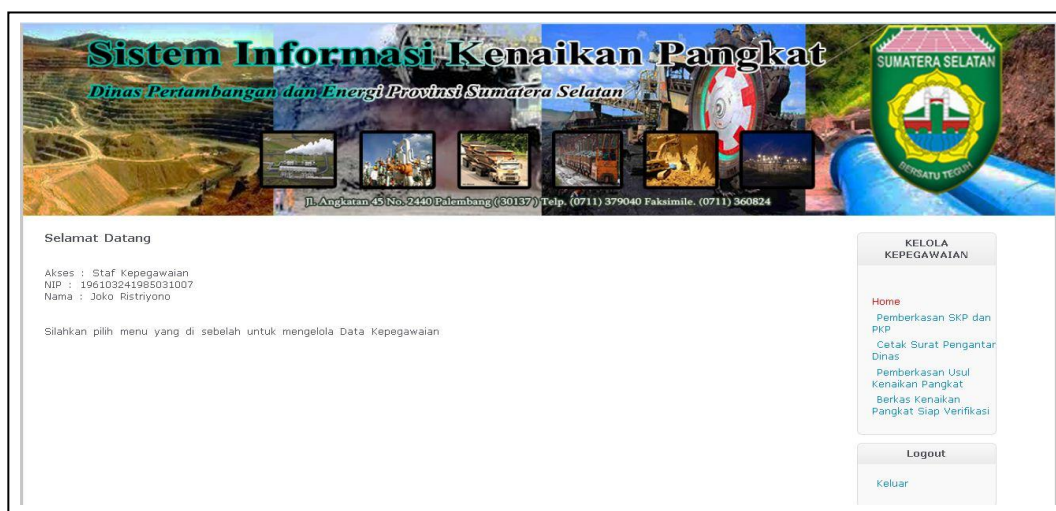 Sistem Informasi Kenaikan Pangkat
Dinas Pertambangan dan Energi Provinsi Sumatera Selatan
Jl. Angkatan 45 No. 2440 Palembang ((30137) Telp. (0711) 379040 Faksimile. (0711) 360824
SUMATERA SELATAN
BERSATU TEGUH
Selamat Datang
Akses : Staf Kepegawaian
NIP : 196103241985031007
Nama : Joko Ristriyono
Silahkan pilih menu yang di sebelah untuk mengelola Data Kepegawaian
KELOLA
KEPEGAWAIAN
Home
Pemberkasan SKP dan
PKP
Cetak Surat Pengantar
Dinas
Pemberkasan Usul
Kenaikan Pangkat
Berkas Kenaikan
Pangkat Siap Verifikasi
Logout
Keluar